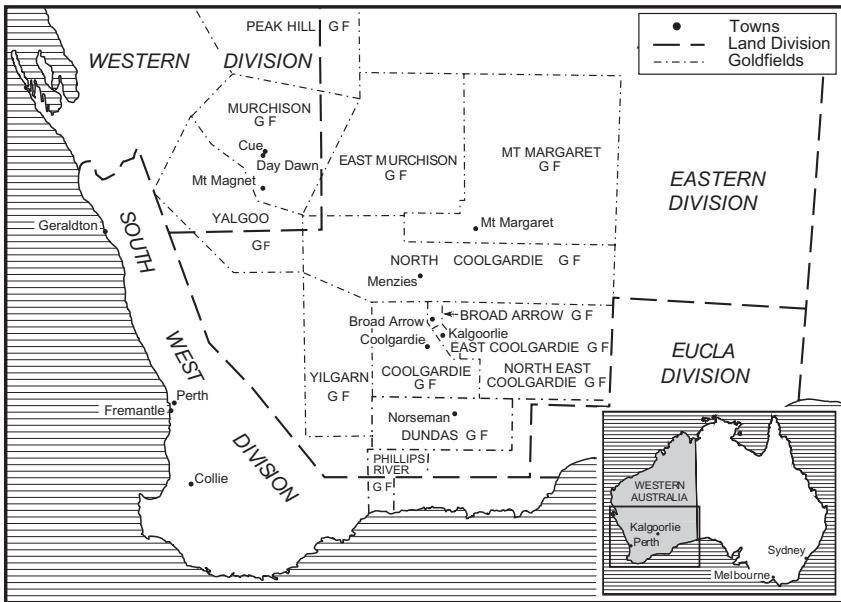 PEAK HILL G F
Towns
Land Division
Goldfields
WESTERN DIVISION
MURCHISON
G F
Cue
Day Dawn
Mt Magnet
EAST MURCHISON
G F
MT MARGARET
G F
EASTERN
DIVISION
YALGOO
G F
Mt Margaret
Geraldton
SOUTH
WEST
DIVISION
NORTH COOLGARDIE G F
Menzies
BROAD ARROW G F
Broad Arrow
Kalgoorlie
Coolgardie
EAST COOLGARDIE G F
EUCLA
DIVISION
YILGARN
G F
COOLGARDIE
G F
NORTH EAST
COOLGARDIE G F
Perth
Fremantle
Norseman
DUNDAS G F
PHILLIPS
RIVER
G F
Collie
WESTERN
AUSTRALIA
Kalgoorlie
Perth
Sydney
Melbourne